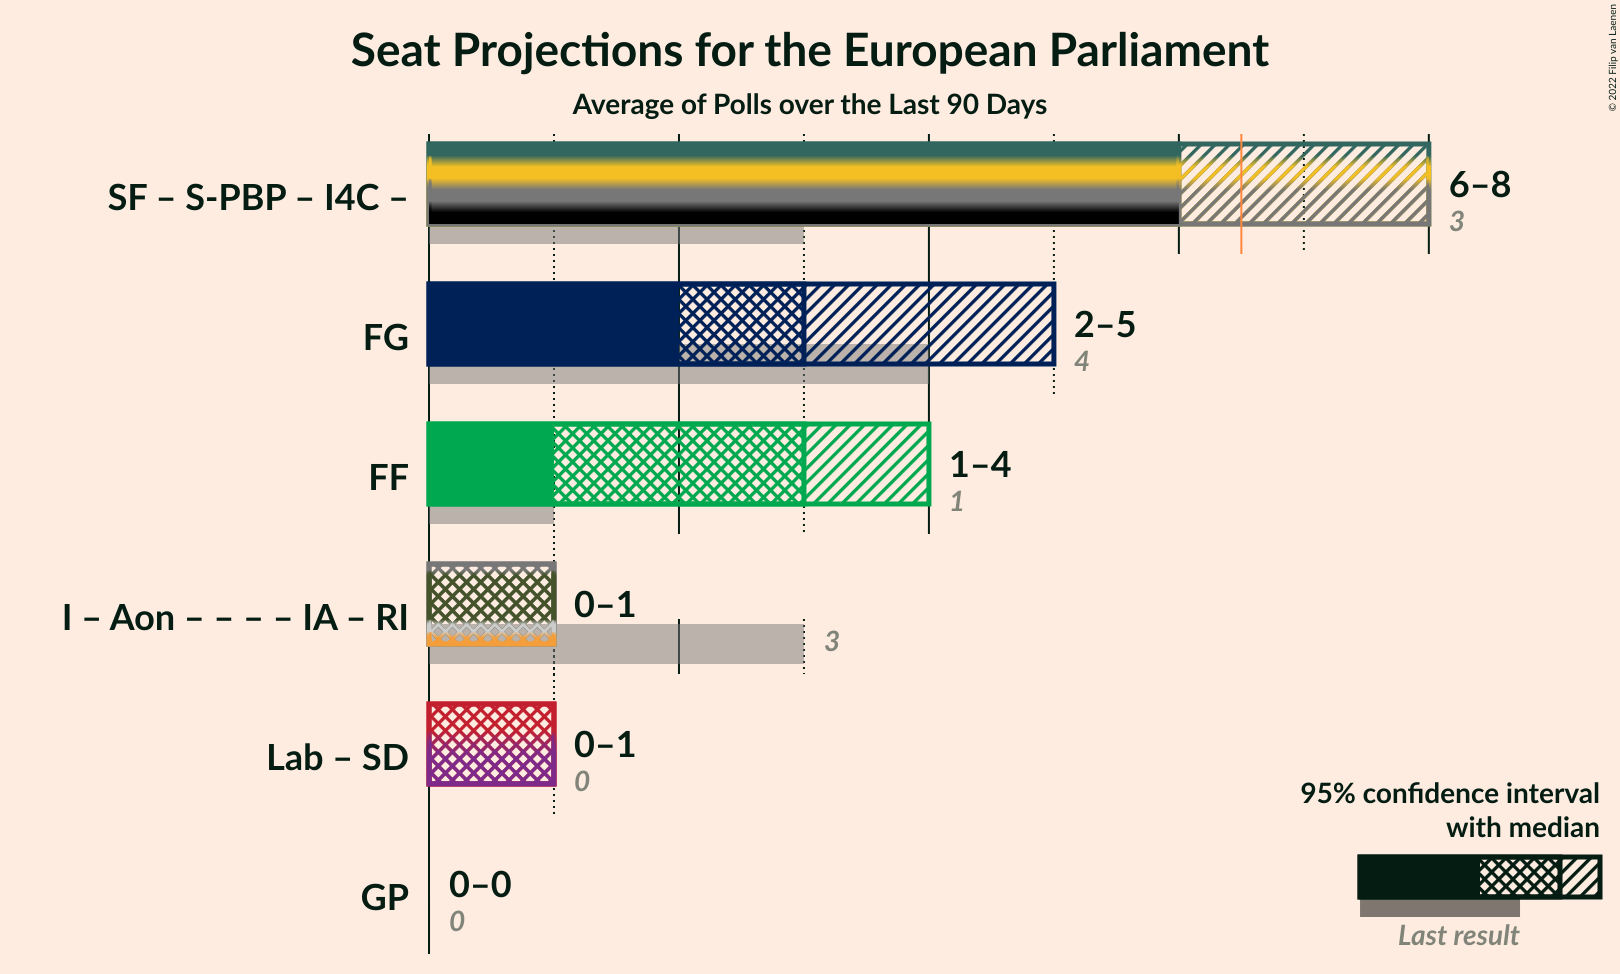 Seat Projections for the European Parliament
Average of Polls over the Last 90 Days
© 2022 Filip van Laenen
SF – S-PBP – I4C –
6–8
3
FG
2–5
4
FF
1–4
1
I – Aon – – – – IA – RI
0–1
3
Lab – SD
0–1
0
GP
0–0
0
95% confidence interval
with median
Last result